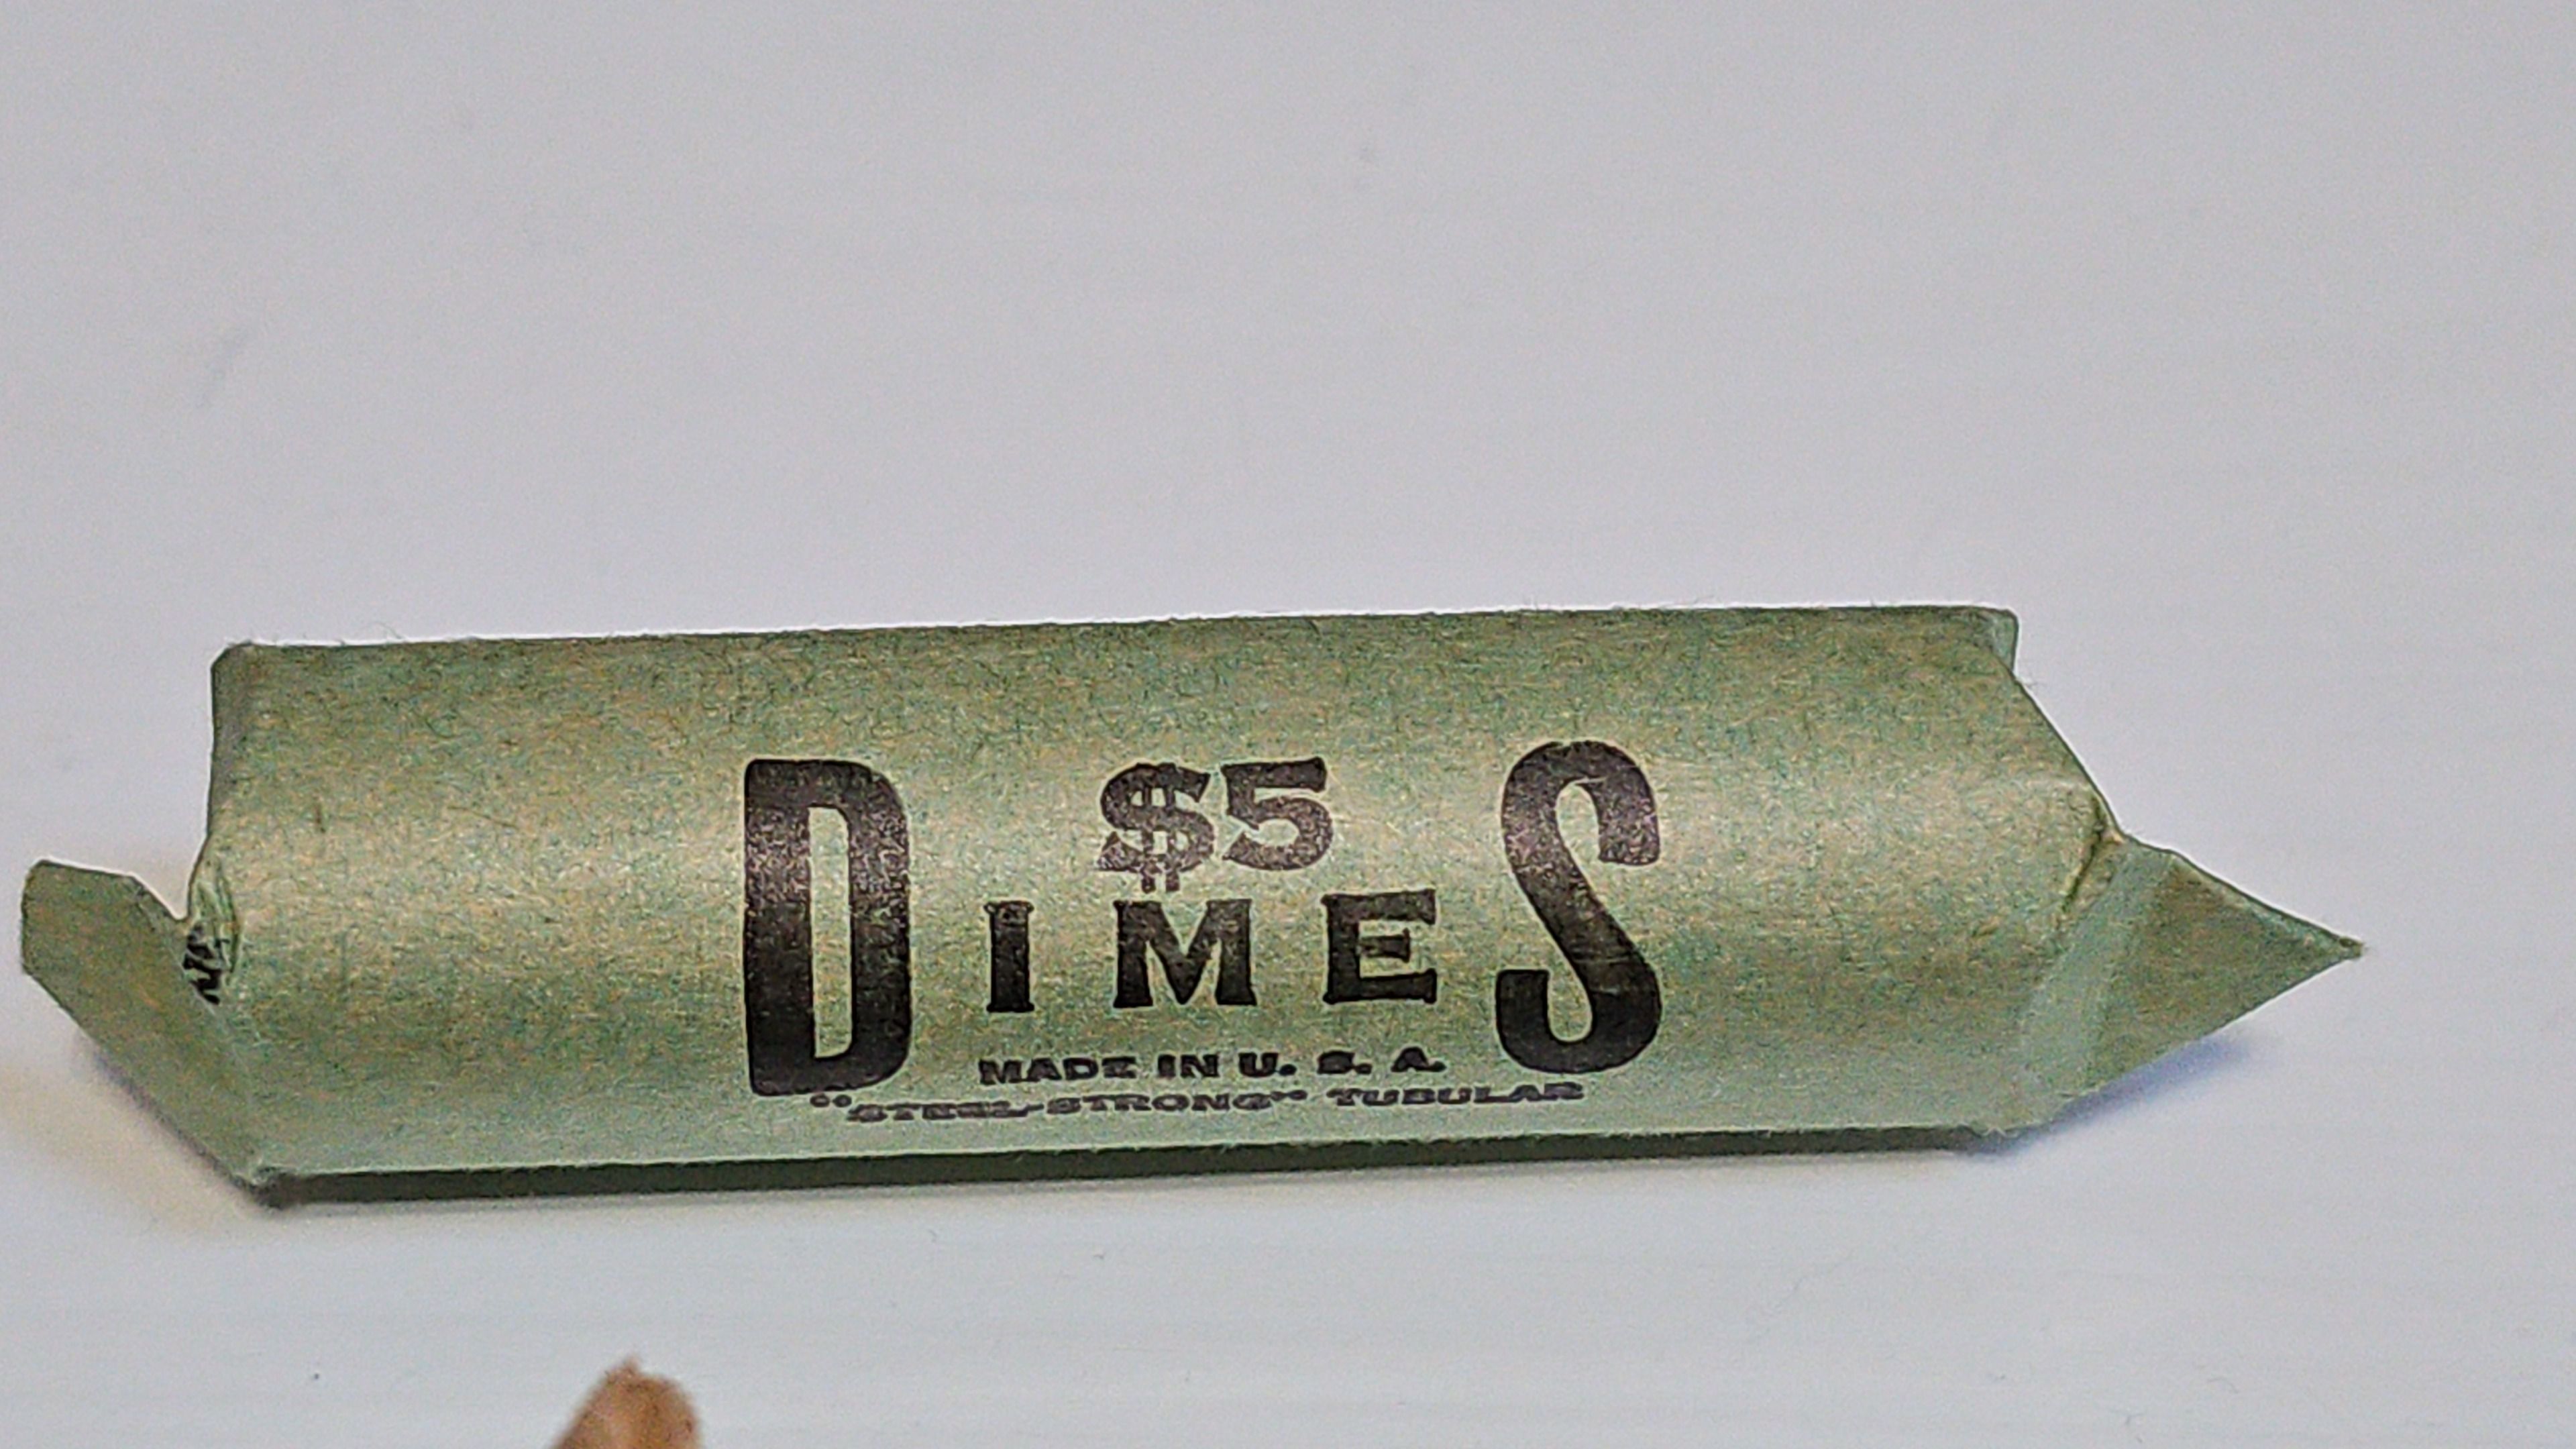 $5
DIMES
MADE IN U. S. A.
"STEEL-STRONG" TUBULAR